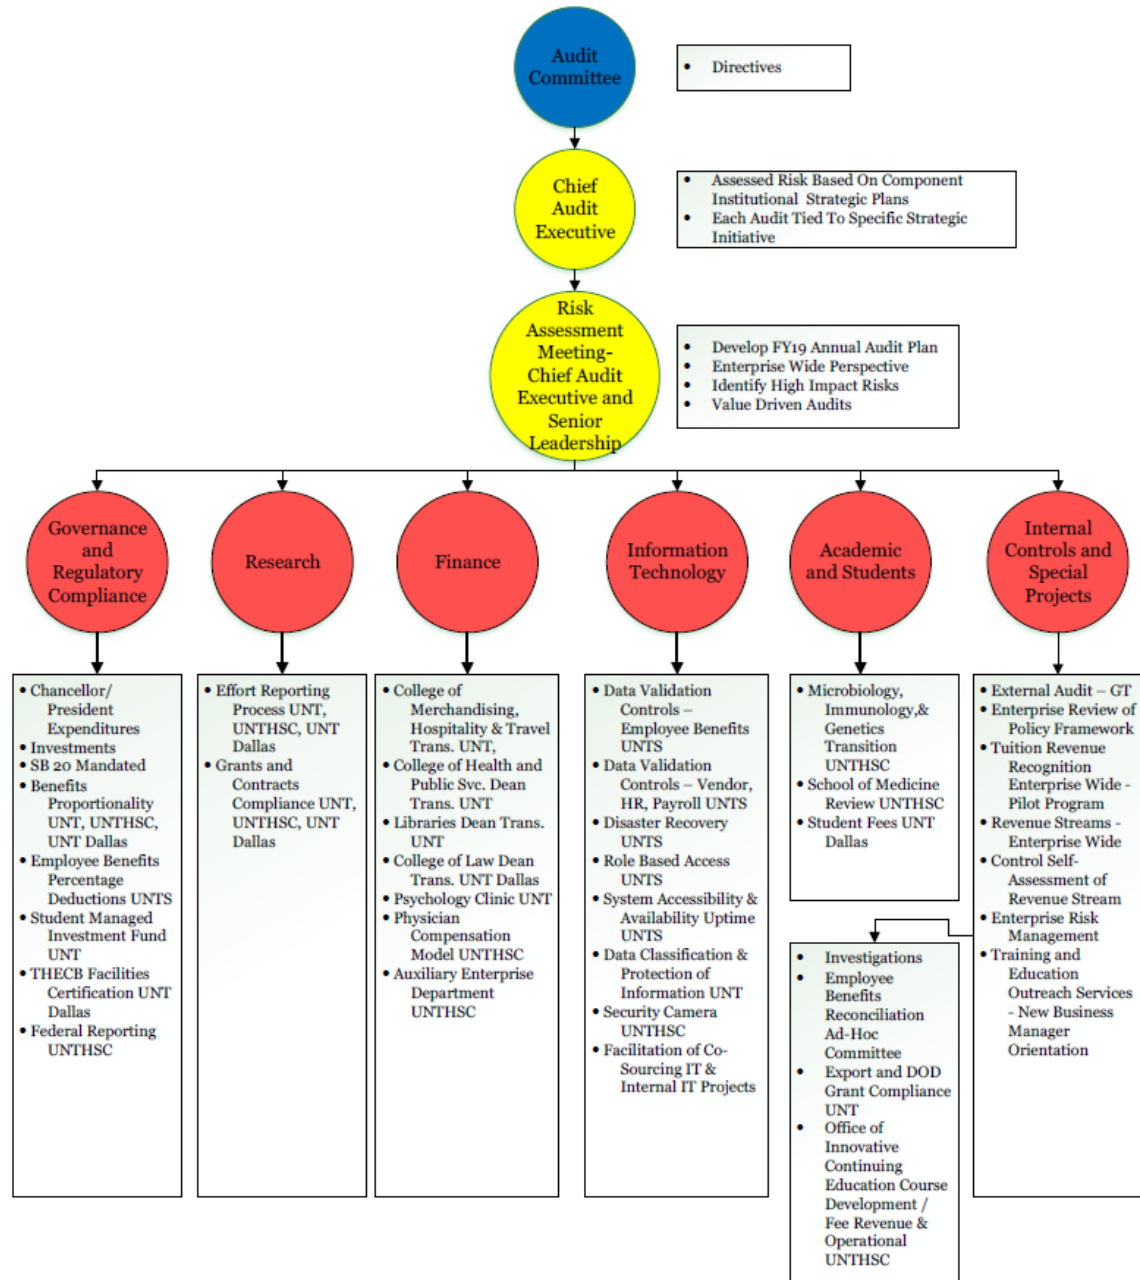 Audit
Committee
• Directives
Chief
Audit
Executive
• Assessed Risk Based On Component
Institutional Strategic Plans
• Each Audit Tied To Specific Strategic
Initiative
Risk
Assessment
Meeting-
Chief Audit
Executive and
Senior
Leadership
• Develop FY19 Annual Audit Plan
• Enterprise Wide Perspective
• Identify High Impact Risks
• Value Driven Audits
Governance
and
Regulatory
Compliance
Research
Finance
Information
Technology
Academic
and Students
Internal
Controls and
Special
Projects
• Chancellor/
President
Expenditures
• Investments
• SB 20 Mandated
• Benefits
Proportionality
UNT, UNTHSC,
UNT Dallas
• Employee Benefits
Percentage
Deductions UNTS
• Student Managed
Investment Fund
UNT
• THECB Facilities
Certification UNT
Dallas
• Federal Reporting
UNTHSC
• Effort Reporting
Process UNT,
UNTHSC, UNT
Dallas
• Grants and
Contracts
Compliance UNT,
UNTHSC, UNT
Dallas
• College of
Merchandising,
Hospitality & Travel
Trans. UNT,
• College of Health and
Public Svc. Dean
Trans. UNT
• Libraries Dean Trans.
UNT
• College of Law Dean
Trans. UNT Dallas
• Psychology Clinic UNT
• Physician
Compensation
Model UNTHSC
• Auxiliary Enterprise
Department
UNTHSC
• Data Validation
Controls –
Employee Benefits
UNTS
• Data Validation
Controls – Vendor,
HR, Payroll UNTS
• Disaster Recovery
UNTS
• Role Based Access
UNTS
• System Accessibility &
Availability Uptime
UNTS
• Data Classification &
Protection of
Information UNT
• Security Camera
UNTHSC
• Facilitation of Co-
Sourcing IT &
Internal IT Projects
• Microbiology,
Immunology,&
Genetics
Transition
UNTHSC
• School of Medicine
Review UNTHSC
• Student Fees UNT
Dallas
• External Audit – GT
• Enterprise Review of
Policy Framework
• Tuition Revenue
Recognition
Enterprise Wide -
Pilot Program
• Revenue Streams -
Enterprise Wide
• Control Self-
Assessment of
Revenue Stream
• Enterprise Risk
Management
• Training and
Education
Outreach Services
- New Business
Manager
Orientation
• Investigations
• Employee
Benefits
Reconciliation
Ad-Hoc
Committee
• Export and DOD
Grant Compliance
UNT
• Office of
Innovative
Continuing
Education Course
Development /
Fee Revenue &
Operational
UNTHSC